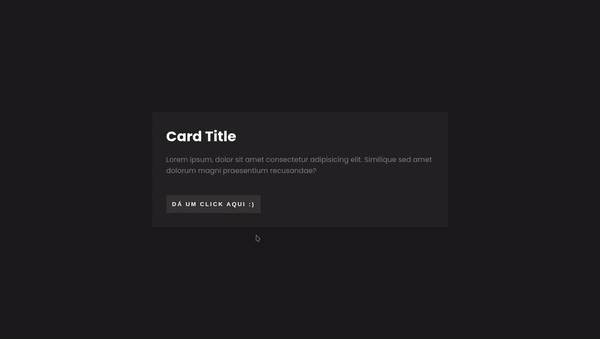 Card Title
Lorem ipsum, dolor sit amet consectetur adipisicing elit. Similique sed amet
dolorum magni praesentium recusandae?
DÁ UM CLICK AQUI :)